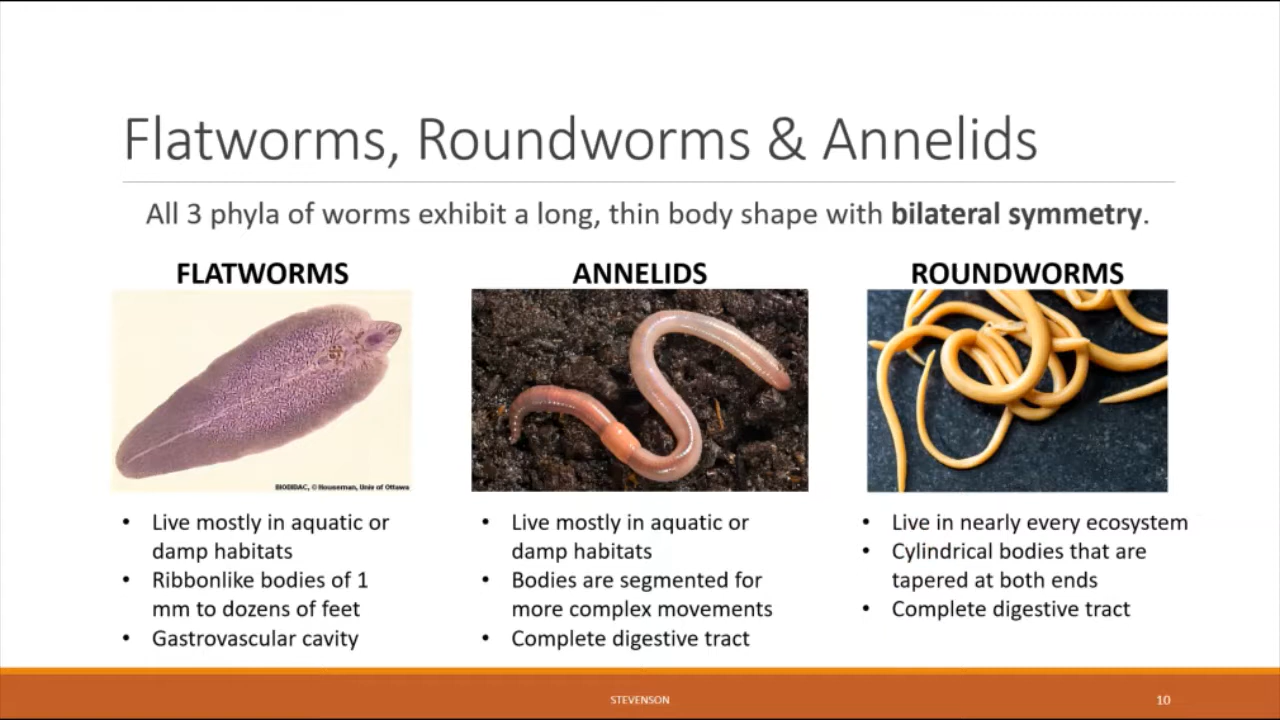 Flatworms, Roundworms & Annelids
All 3 phyla of worms exhibit a long, thin body shape with bilateral symmetry.
FLATWORMS
BIODIDAC, © Houseman, Univ of Ottawa
• Live mostly in aquatic or
damp habitats
• Ribbonlike bodies of 1
mm to dozens of feet
• Gastrovascular cavity
ANNELIDS
• Live mostly in aquatic or
damp habitats
• Bodies are segmented for
more complex movements
• Complete digestive tract
ROUNDWORMS
• Live in nearly every ecosystem
• Cylindrical bodies that are
tapered at both ends
• Complete digestive tract
STEVENSON
10